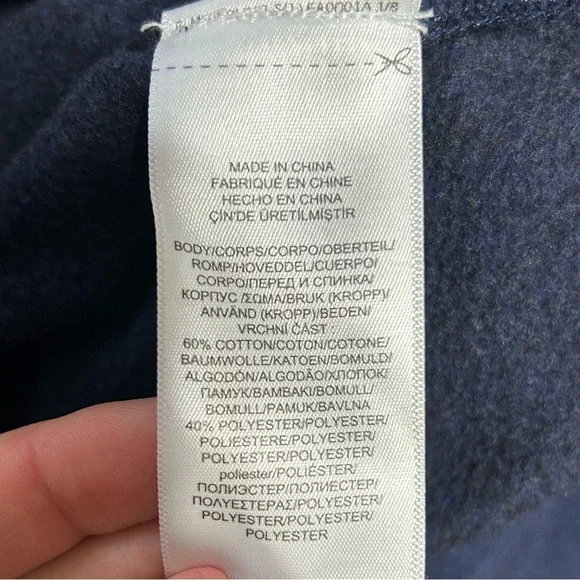 MADE IN CHINA
FABRIQUÉ EN CHINE
HECHO EN CHINA
ÇİN'DE ÜRETİLMİŞTİR
BODY/CORPS/CORPO/OBERTEIL/
ROMP/HOVEDDEL/CUERPO/
CORPO/ПЕРЕД И СПИНКА/
КОРПУС /ΣΩΜΑ/BRUK (KROPP)/
ANVÄND (KROPP)/BEDEN/
VRCHNÍ ČÁST
60% COTTON/COTON/COTONE/
BAUMWOLLE/KATOEN/BOMULD/
ALGODÓN/ALGODÃO/ХЛОПОК/
ПАМУК/ΒΑΜΒΑΚΙ/BOMULL/
BOMULL/PAMUK/BAVLNA
40% POLYESTER/POLYESTER/
POLIESTERE/POLYESTER/
POLYESTER/POLYESTER/
poliester/POLIÉSTER/
ПОЛИЭСТЕР/ПОЛИЕСТЕР/
ΠΟΛΥΕΣΤΕΡΑΣ/POLYESTER/
POLYESTER/POLYESTER/
POLYESTER